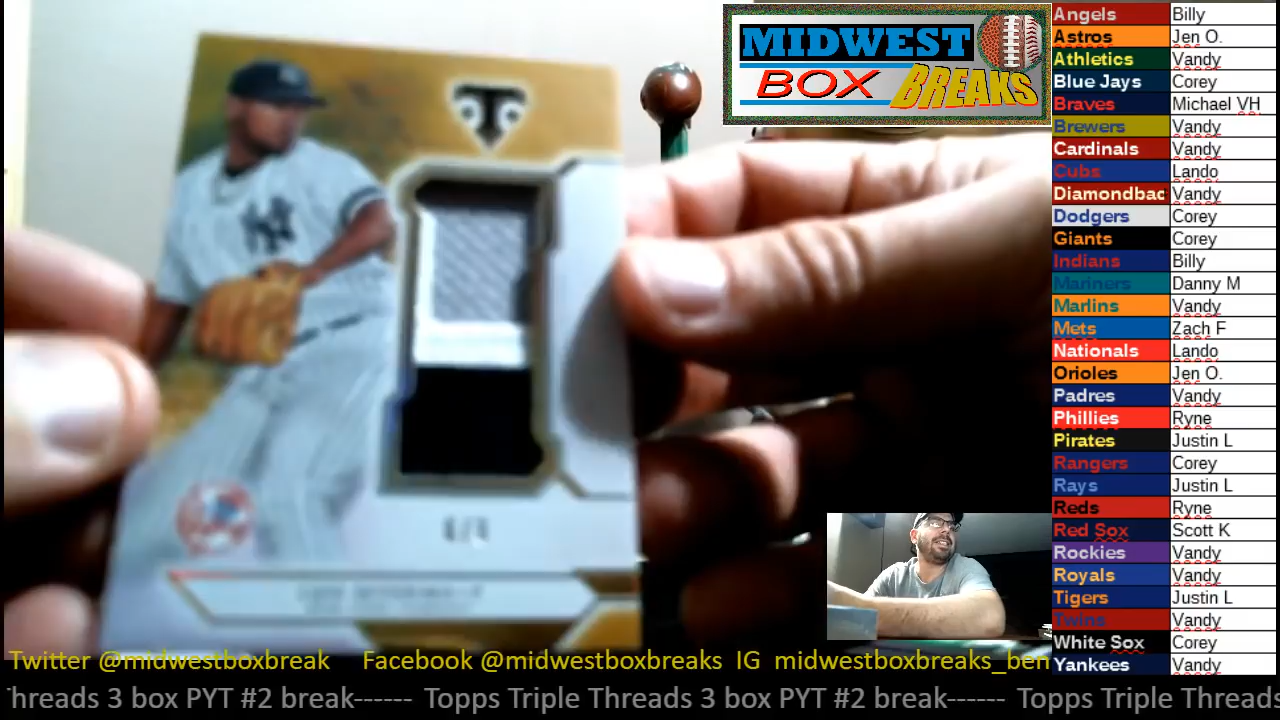 MIDWEST
BOX BREAKS
Angels Billy
Astros Jen O.
Athletics Vandy
Blue Jays Corey
Braves Michael VH
Brewers Vandy
Cardinals Vandy
Cubs Lando
Diamondbac Vandy
Dodgers Corey
Giants Corey
Indians Billy
Mariners Danny M
Marlins Vandy
Mets Zach F
Nationals Lando
Orioles Jen O.
Padres Vandy
Phillies Ryne
Pirates Justin L
Rangers Corey
Rays Justin L
Reds Ryne
Red Sox Scott K
Rockies Vandy
Royals Vandy
Tigers Justin L
Twins Vandy
White Sox Corey
Yankees Vandy
Twitter @midwestboxbreak Facebook @midwestboxbreaks IG midwestboxbreaks_ben
hreads 3 box PYT #2 break------ Topps Triple Threads 3 box PYT #2 break------ Topps Triple Threads